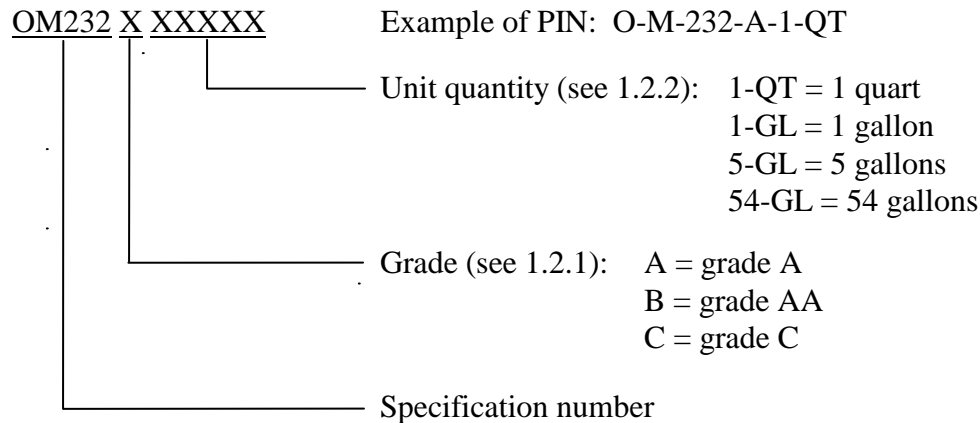 OM232 X XXXXX Example of PIN: O-M-232-A-1-QT
Unit quantity (see 1.2.2): 1-QT = 1 quart
1-GL = 1 gallon
5-GL = 5 gallons
54-GL = 54 gallons
Grade (see 1.2.1): A = grade A
B = grade AA
C = grade C
Specification number